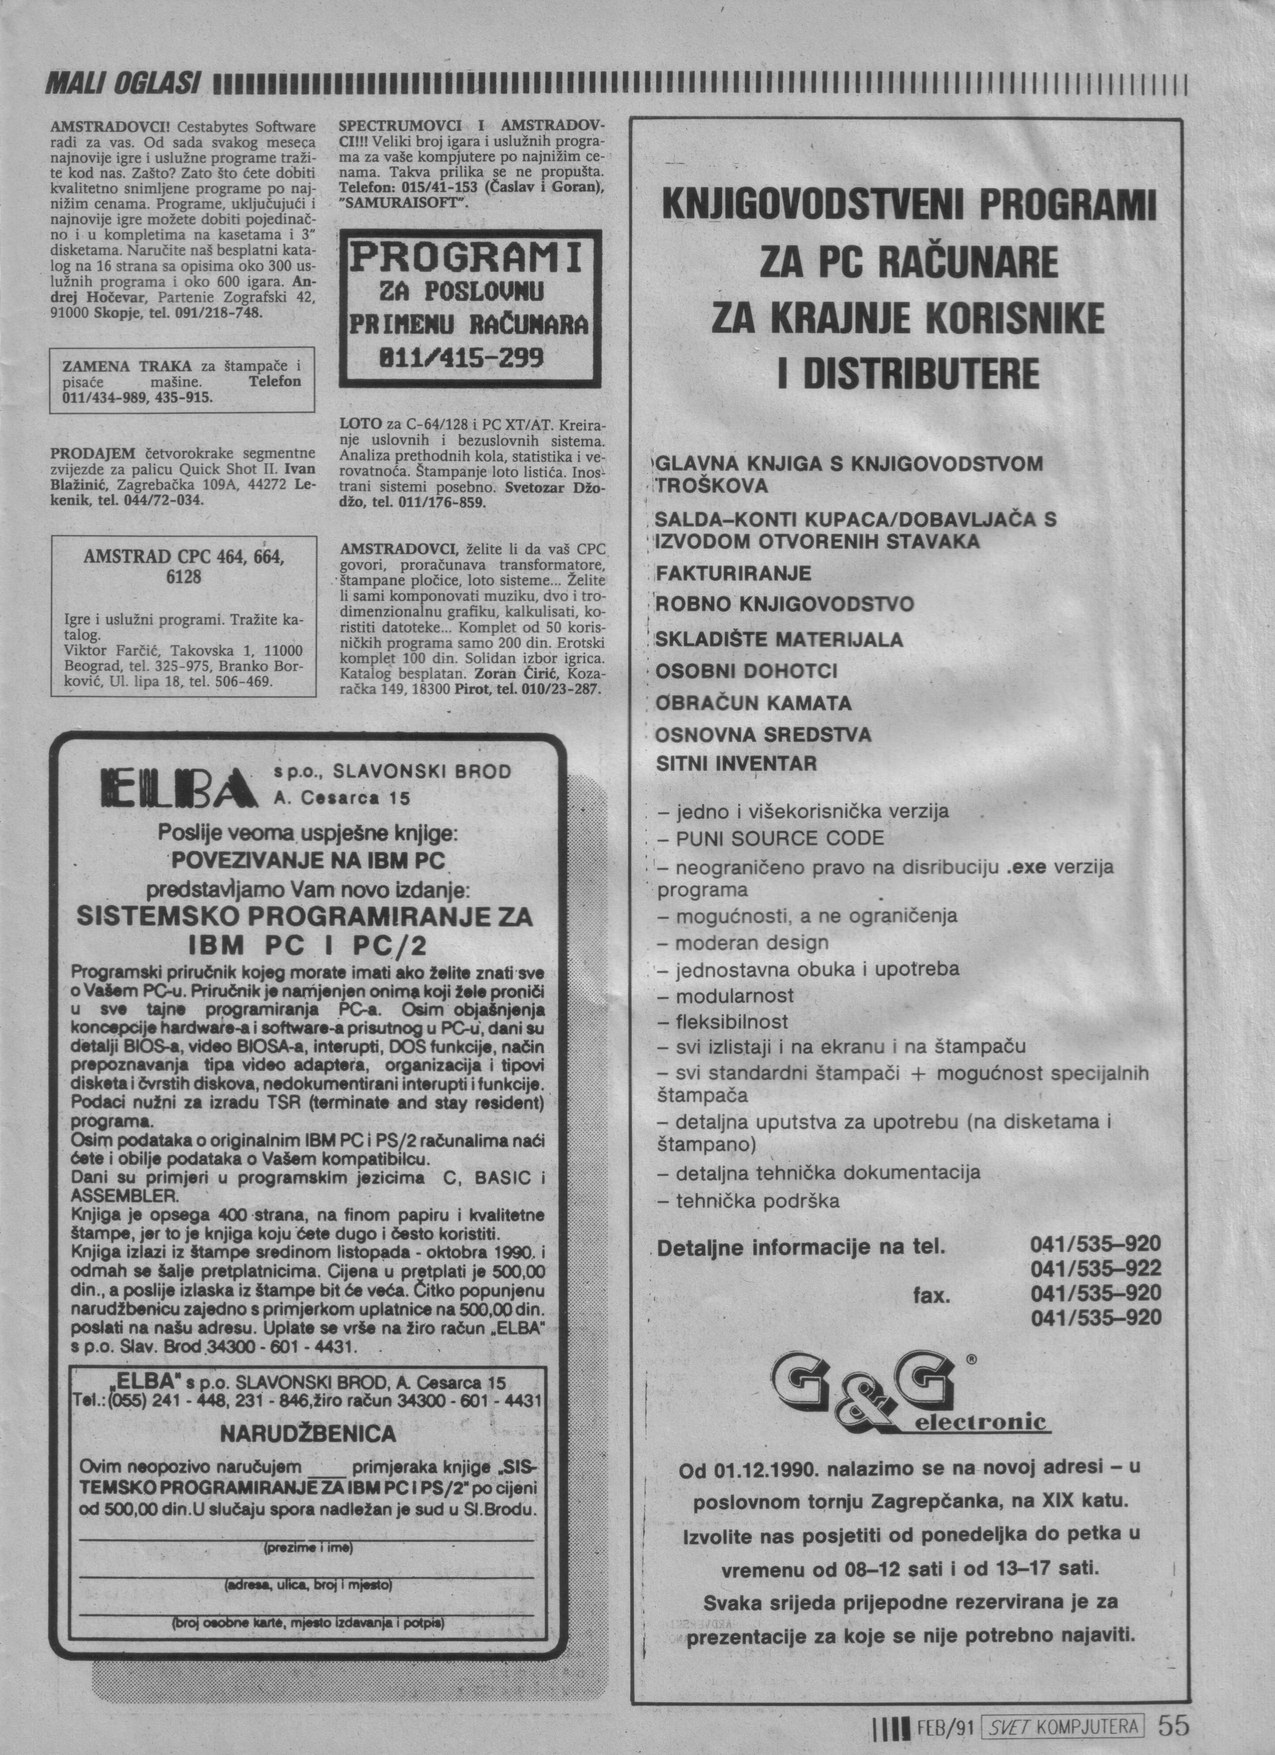 MALI OGLASI
AMSTRADOVCI! Cestabytes Software
radi za vas. Od sada svakog meseca
najnovije igre i uslužne programe traži-
te kod nas. Zašto? Zato što ćete dobiti
kvalitetno snimljene programe po naj-
nižim cenama. Programe, uključujući i
najnovije igre možete dobiti pojedinač-
no i u kompletima na kasetama i 3"
disketama. Naručite naš besplatni kata-
log na 16 strana sa opisima oko 300 us-
lužnih programa i oko 600 igara. An-
drej Hočevar, Partenie Zografski 42,
91000 Skopje, tel. 091/218-748.
ZAMENA TRAKA za štampače i
pisaće mašine. Telefon
011/434-989, 435-915.
PRODAJEM četvorokrake segmentne
zvijezde za palicu Quick Shot II. Ivan
Blažinić, Zagrebačka 109A, 44272 Le-
kenik, tel. 044/72-034.
AMSTRAD CPC 464, 664,
6128
Igre i uslužni programi. Tražite ka-
talog.
Viktor Farčić, Takovska 1, 11000
Beograd, tel. 325-975, Branko Bor-
ković, Ul. lipa 18, tel. 506-469.
SPECTRUMOVCI I AMSTRADOV-
CI!!! Veliki broj igara i uslužnih progra-
ma za vaše kompjutere po najnižim ce-
nama. Takva prilika se ne propušta.
Telefon: 015/41-153 (Časlav i Goran),
"SAMURAISOFT".
PROGRAMI
ZA POSLOVNU
PRIMENU RAČUNARA
011/415-299
LOTO za C-64/128 i PC XT/AT. Kreira-
nje uslovnih i bezuslovnih sistema.
Analiza prethodnih kola, statistika i ve-
rovatnoća. Štampanje loto listića. Inos-
trani sistemi posebno. Svetozar Džo-
džo, tel. 011/176-859.
AMSTRADOVCI, želite li da vaš CPC
govori, proračunava transformatore,
štampane pločice, loto sisteme... Želite
li sami komponovati muziku, dvo i tro-
dimenzionalnu grafiku, kalkulisati, ko-
ristiti datoteke... Komplet od 50 koris-
ničkih programa samo 200 din. Erotski
komplet 100 din. Solidan izbor igrica.
Katalog besplatan. Zoran Ćirić, Koza-
račka 149, 18300 Pirot, tel. 010/23-287.
ELBA s p.o., SLAVONSKI BROD
A. Cesarca 15
Poslije veoma uspješne knjige:
POVEZIVANJE NA IBM PC
predstavljamo Vam novo izdanje:
SISTEMSKO PROGRAMIRANJE ZA
IBM PC I PC/2
Programski priručnik kojeg morate imati ako želite znati sve
o Vašem PC-u. Priručnik je namjenjen onima koji žele proniči
u sve tajne programiranja PC-a. Osim objašnjenja
koncepcije hardware-a i software-a prisutnog u PC-u, dani su
detalji BIOS-a, video BIOSA-a, interupti, DOS funkcije, način
prepoznavanja tipa video adaptera, organizacija i tipovi
disketa i čvrstih diskova, nedokumentirani interupti i funkcije.
Podaci nužni za izradu TSR (terminate and stay resident)
programa.
Osim podataka o originalnim IBM PC i PS/2 računalima naći
ćete i obilje podataka o Vašem kompatibilcu.
Dani su primjeri u programskim jezicima C, BASIC i
ASSEMBLER.
Knjiga je opsega 400 strana, na finom papiru i kvalitetne
štampe, jer to je knjiga koju ćete dugo i često koristiti.
Knjiga izlazi iz štampe sredinom listopada - oktobra 1990. i
odmah se šalje pretplatnicima. Cijena u pretplati je 500,00
din., a poslije izlaska iz štampe bit će veća. Čitko popunjenu
narudžbenicu zajedno s primjerkom uplatnice na 500,00 din.
poslati na našu adresu. Uplate se vrše na žiro račun „ELBA"
s p.o. Slav. Brod 34300 - 601 - 4431.
„ELBA" s p.o. SLAVONSKI BROD, A. Cesarca 15
Tel.:(055) 241 - 448, 231 - 846,žiro račun 34300 - 601 - 4431
NARUDŽBENICA
Ovim neopozivo naručujem ____ primjeraka knjige „SIS-
TEMSKO PROGRAMIRANJE ZA IBM PC I PS/2" po cijeni
od 500,00 din.U slučaju spora nadležan je sud u Sl.Brodu.
(prezime i ime)
(adresa, ulica, broj i mjesto)
(broj osobne karte, mjesto izdavanja i potpis)
KNJIGOVODSTVENI PROGRAMI
ZA PC RAČUNARE
ZA KRAJNJE KORISNIKE
I DISTRIBUTERE
GLAVNA KNJIGA S KNJIGOVODSTVOM
TROŠKOVA
SALDA–KONTI KUPACA/DOBAVLJAČA S
IZVODOM OTVORENIH STAVAKA
FAKTURIRANJE
ROBNO KNJIGOVODSTVO
SKLADIŠTE MATERIJALA
OSOBNI DOHOTCI
OBRAČUN KAMATA
OSNOVNA SREDSTVA
SITNI INVENTAR
– jedno i višekorisnička verzija
– PUNI SOURCE CODE
– neograničeno pravo na disribuciju .exe verzija
programa
– mogućnosti, a ne ograničenja
– moderan design
– jednostavna obuka i upotreba
– modularnost
– fleksibilnost
– svi izlistaji i na ekranu i na štampaču
– svi standardni štampači + mogućnost specijalnih
štampača
– detaljna uputstva za upotrebu (na disketama i
štampano)
– detaljna tehnička dokumentacija
– tehnička podrška
Detaljne informacije na tel. 041/535–920
041/535–922
fax. 041/535–920
041/535–920
G&G®
electronic
Od 01.12.1990. nalazimo se na novoj adresi – u
poslovnom tornju Zagrepčanka, na XIX katu.
Izvolite nas posjetiti od ponedeljka do petka u
vremenu od 08–12 sati i od 13–17 sati.
Svaka srijeda prijepodne rezervirana je za
prezentacije za koje se nije potrebno najaviti.
FEB/91 SVET KOMPJUTERA 55